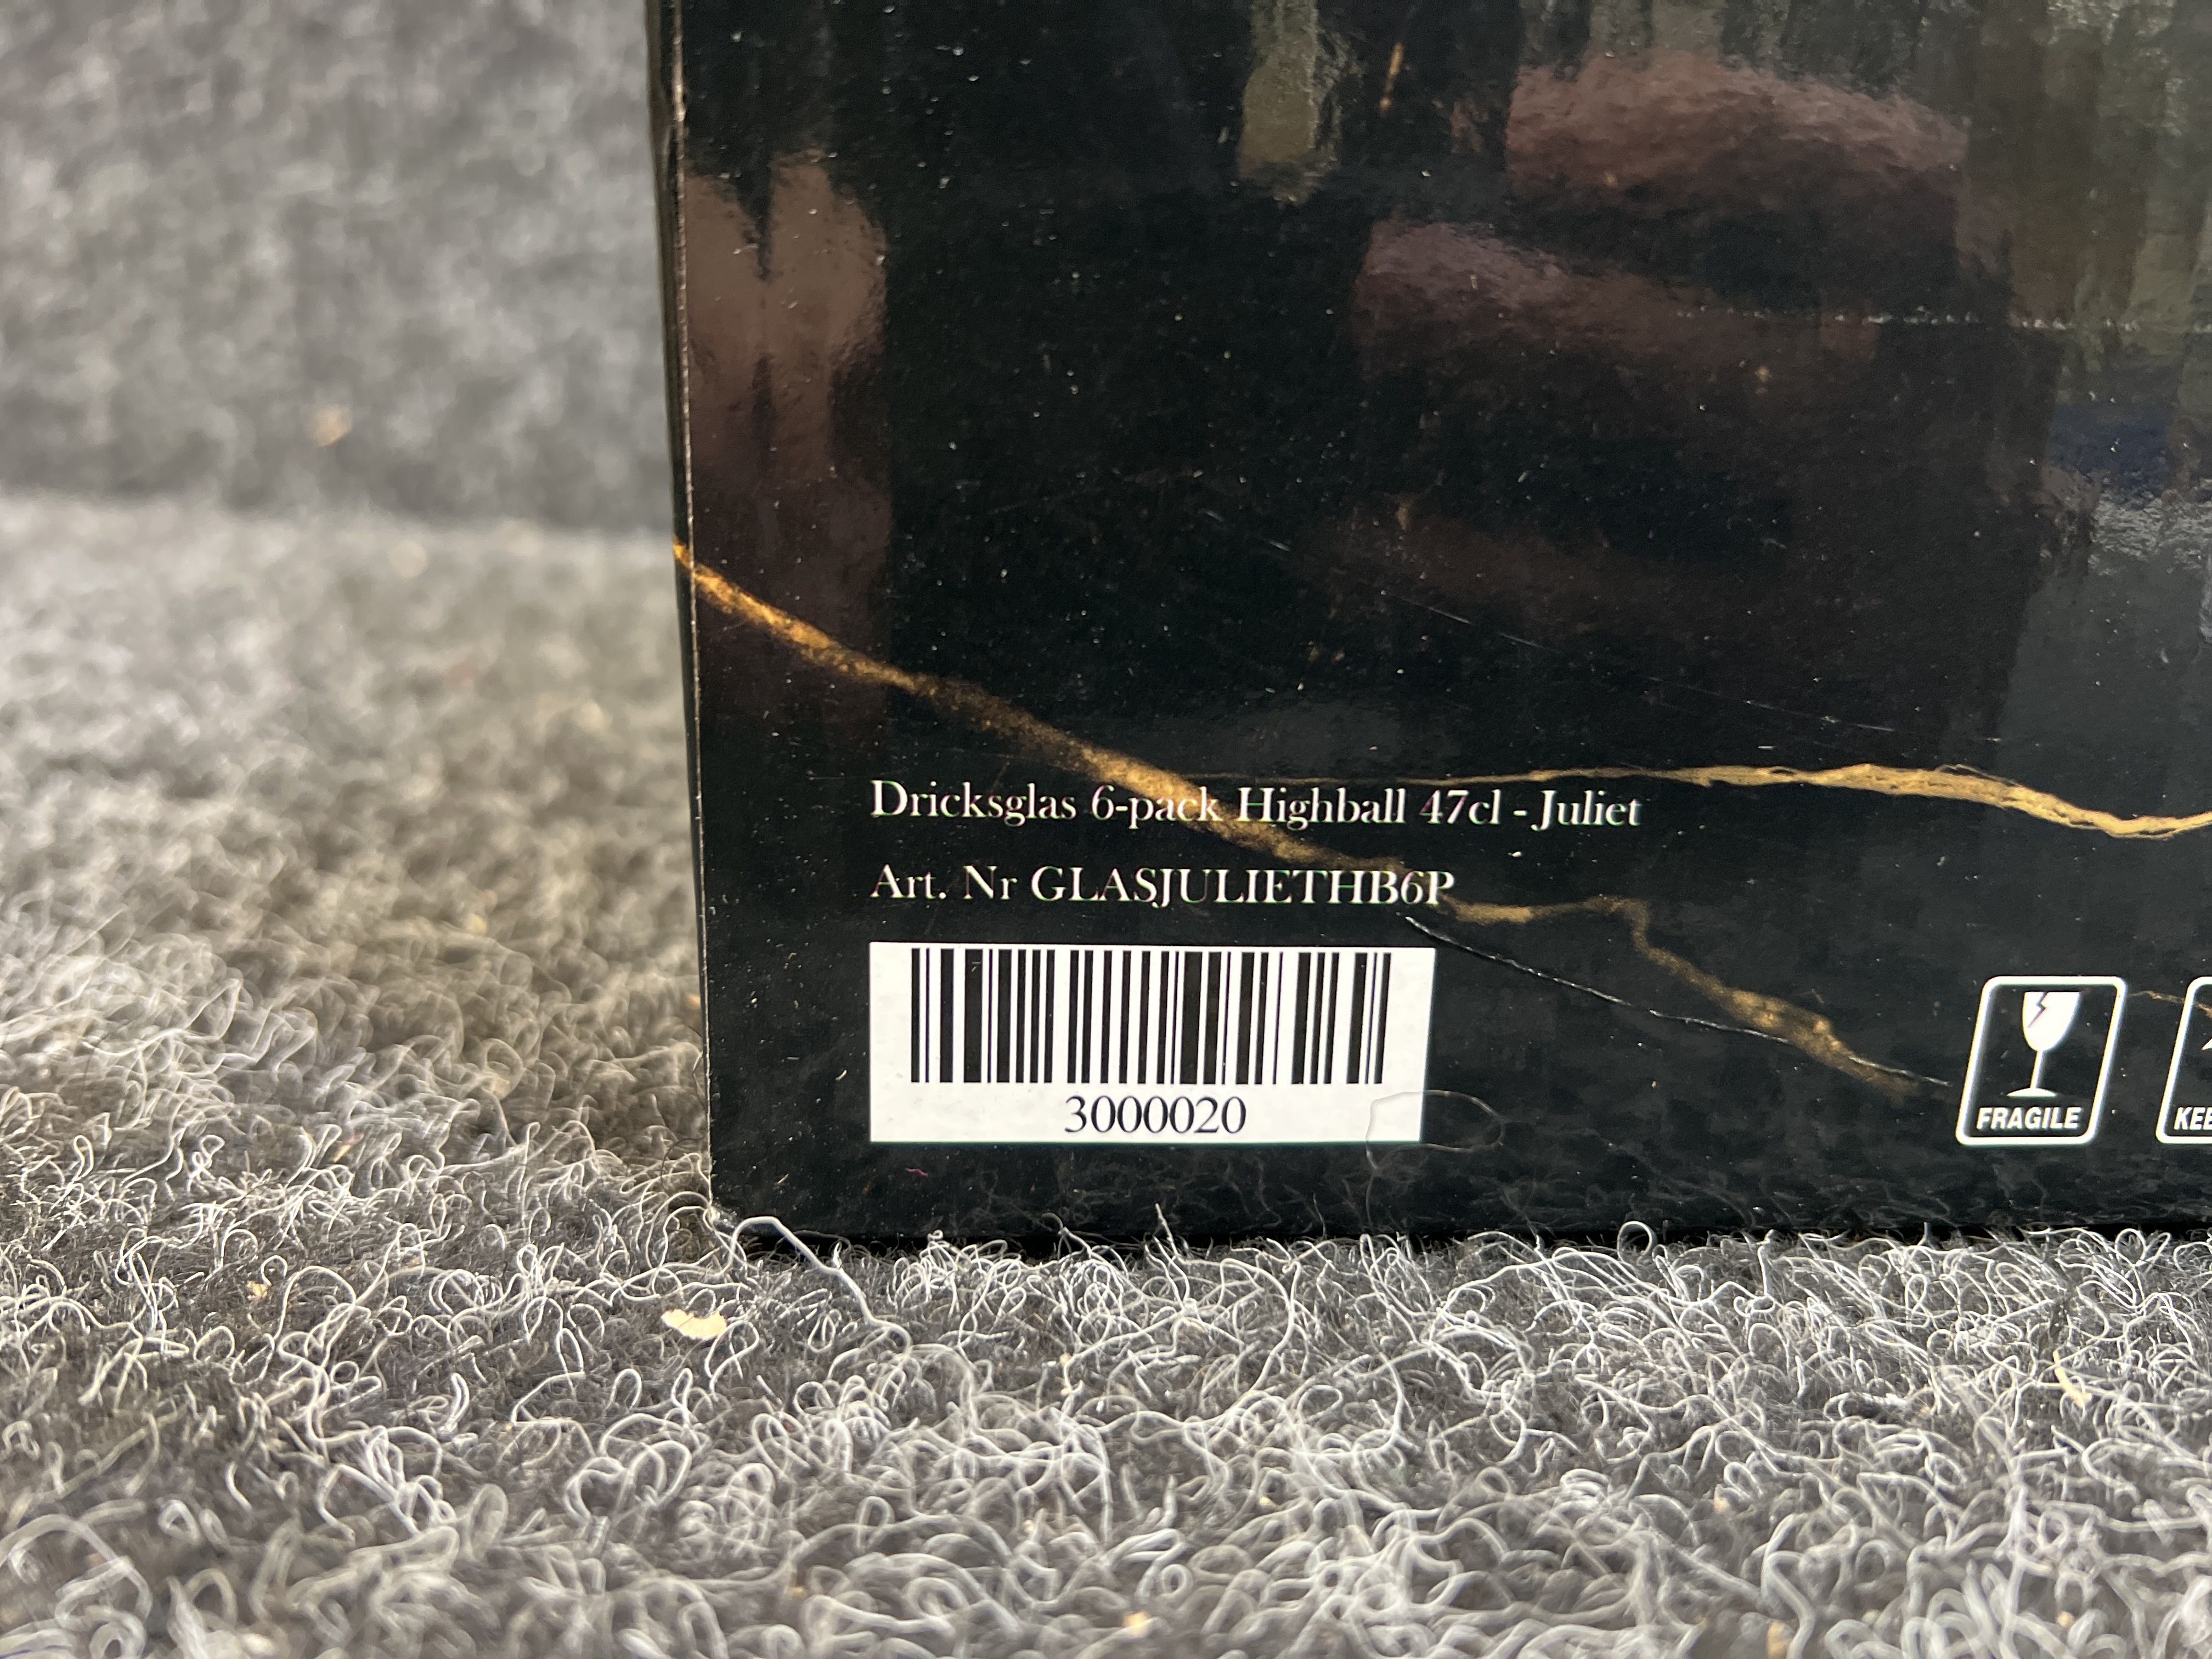 Dricksglas 6-pack Highball 47cl - Juliet
Art. Nr GLASJULIETHB6P
3000020
FRAGILE